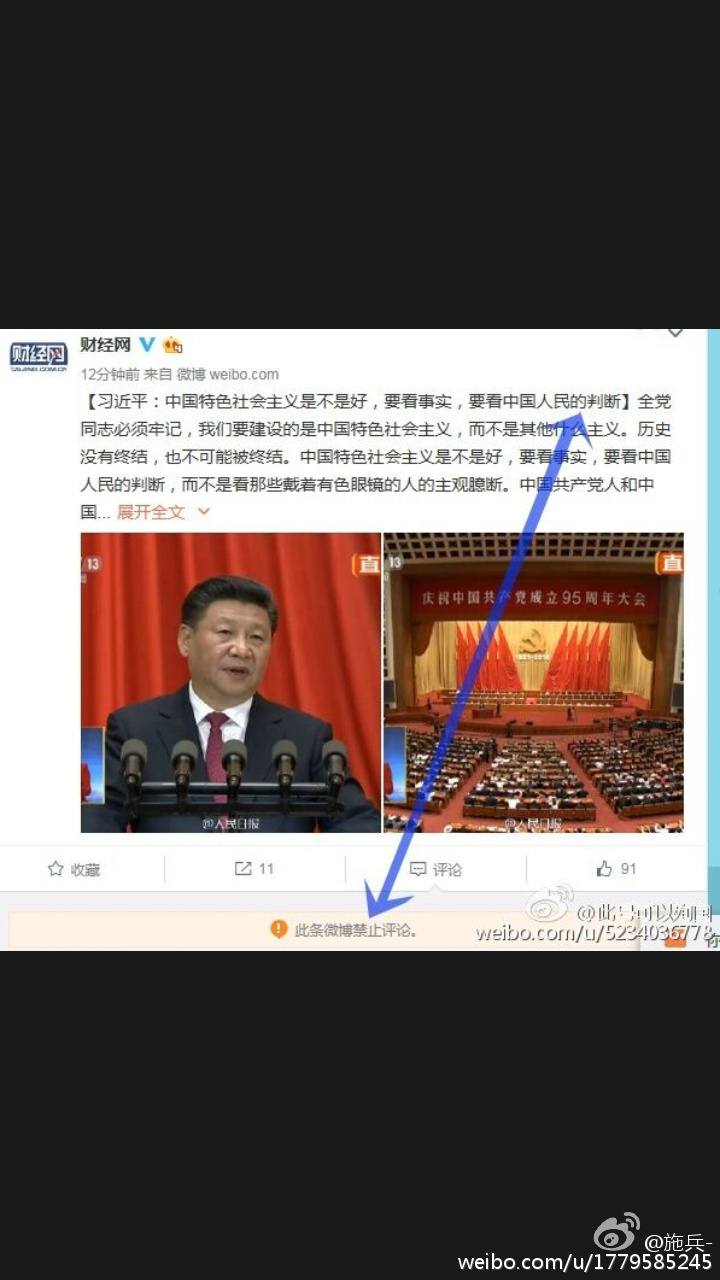 财经网
CAIJING.COM.CN
财经网
12分钟前 来自 微博 weibo.com
【习近平：中国特色社会主义是不是好，要看事实，要看中国人民的判断】全党
同志必须牢记，我们要建设的是中国特色社会主义，而不是其他什么主义。历史
没有终结，也不可能被终结。中国特色社会主义是不是好，要看事实，要看中国
人民的判断，而不是看那些戴着有色眼镜的人的主观臆断。中国共产党人和中
国... 展开全文
13
直
13
直
庆祝中国共产党成立95周年大会
1921-2016
@人民日报
@人民日报
收藏
11
评论
91
此条微博禁止评论。
weibo.com/u/5234036778
你
@施兵-
weibo.com/u/1779585245